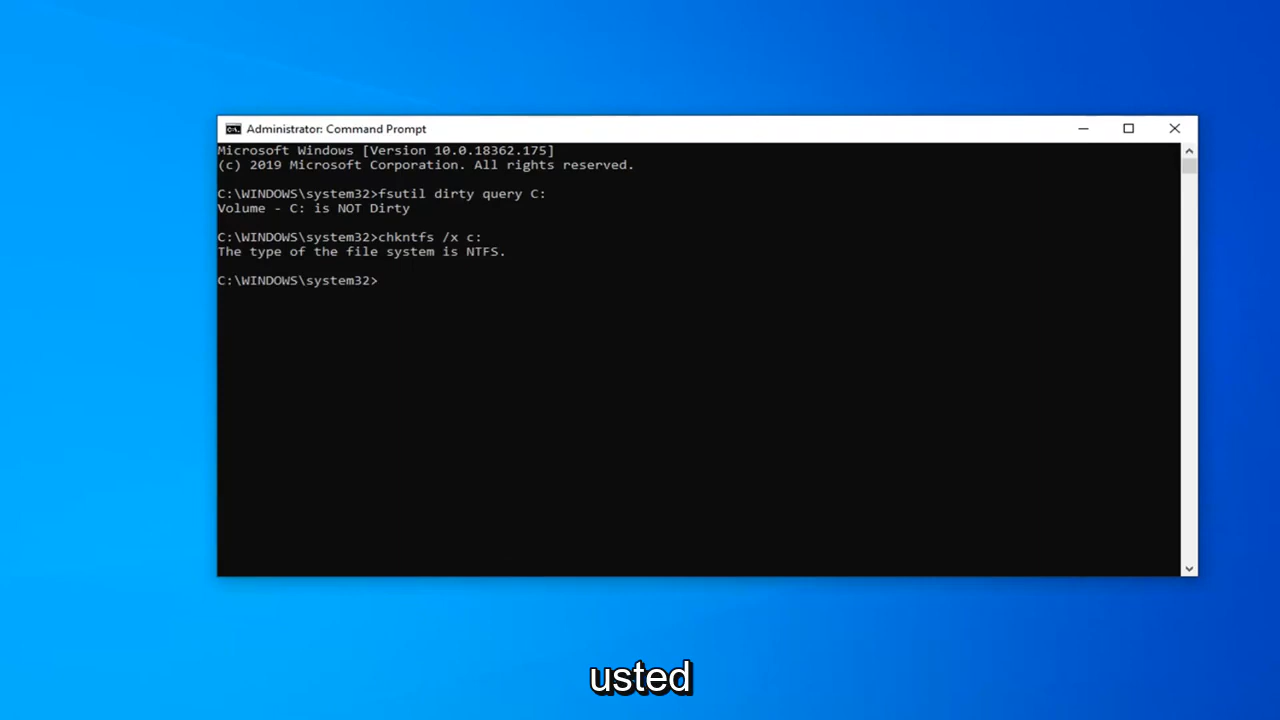 Administrator: Command Prompt
Microsoft Windows [Version 10.0.18362.175]
(c) 2019 Microsoft Corporation. All rights reserved.
C:\WINDOWS\system32>fsutil dirty query C:
Volume - C: is NOT Dirty
C:\WINDOWS\system32>chkntfs /x c:
The type of the file system is NTFS.
C:\WINDOWS\system32>
usted